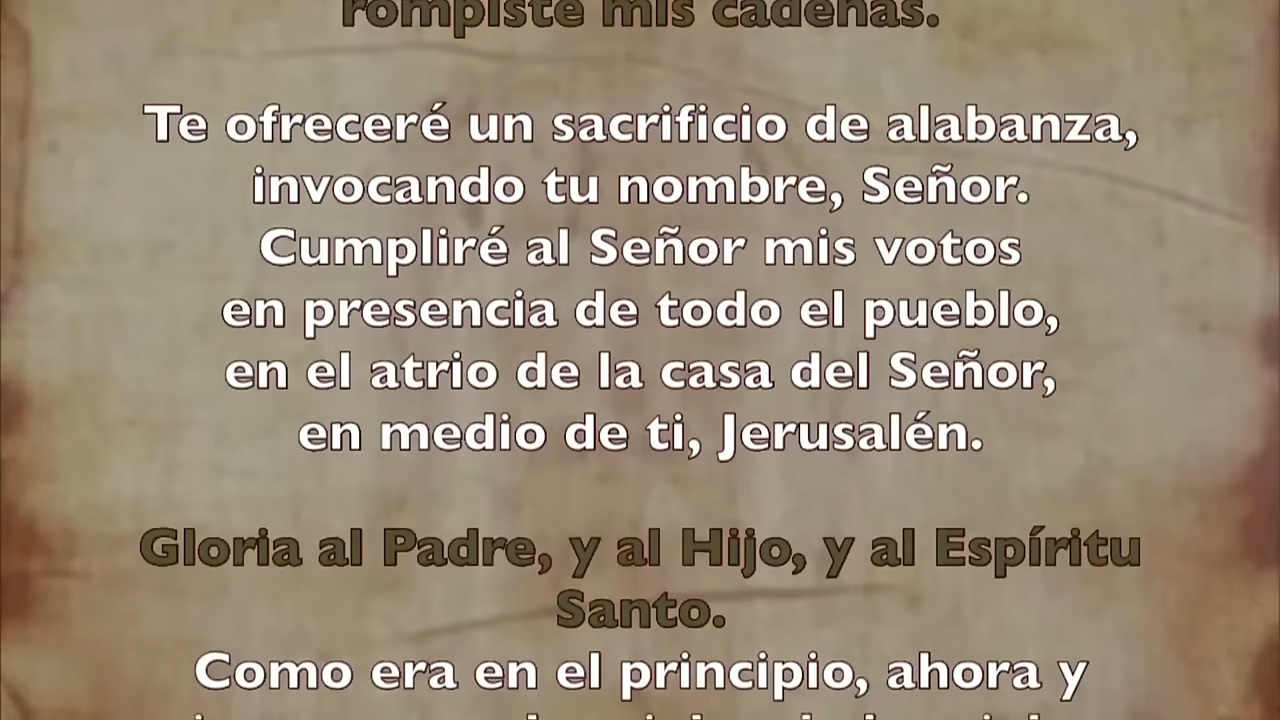 rompiste mis cadenas.
Te ofreceré un sacrificio de alabanza,
invocando tu nombre, Señor.
Cumpliré al Señor mis votos
en presencia de todo el pueblo,
en el atrio de la casa del Señor,
en medio de ti, Jerusalén.
Gloria al Padre, y al Hijo, y al Espíritu
Santo.
Como era en el principio, ahora y